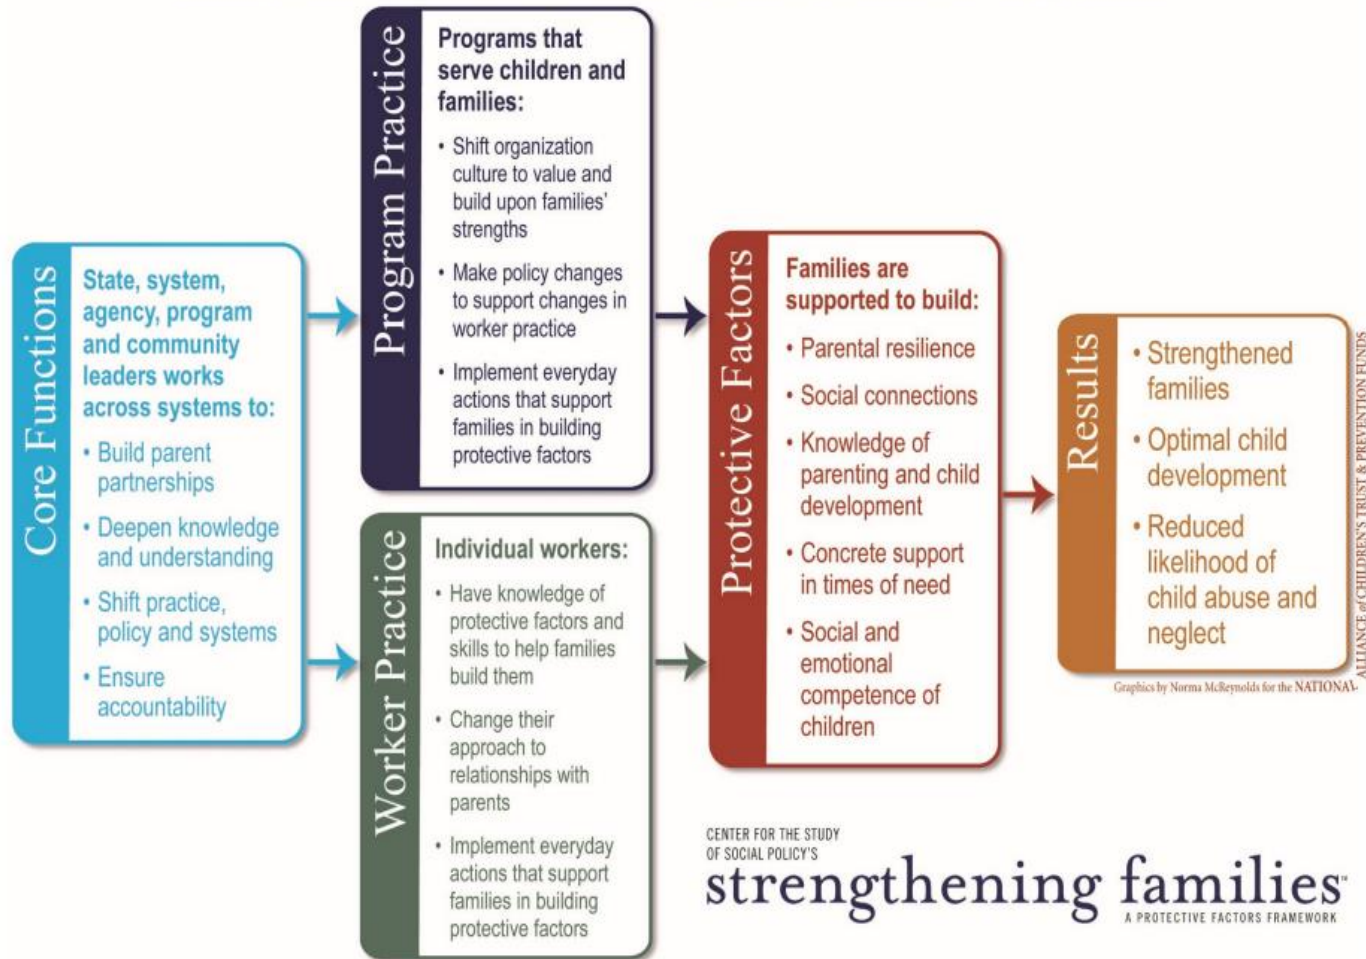 Core Functions
State, system,
agency, program
and community
leaders works
across systems to:
• Build parent
partnerships
• Deepen knowledge
and understanding
• Shift practice,
policy and systems
• Ensure
accountability
Program Practice
Programs that
serve children and
families:
• Shift organization
culture to value and
build upon families'
strengths
• Make policy changes
to support changes in
worker practice
• Implement everyday
actions that support
families in building
protective factors
Worker Practice
Individual workers:
• Have knowledge of
protective factors and
skills to help families
build them
• Change their
approach to
relationships with
parents
• Implement everyday
actions that support
families in building
protective factors
Protective Factors
Families are
supported to build:
• Parental resilience
• Social connections
• Knowledge of
parenting and child
development
• Concrete support
in times of need
• Social and
emotional
competence of
children
Results
• Strengthened
families
• Optimal child
development
• Reduced
likelihood of
child abuse and
neglect
Graphics by Norma McReynolds for the NATIONAL
ALLIANCE of CHILDREN'S TRUST & PREVENTION FUNDS
CENTER FOR THE STUDY
OF SOCIAL POLICY'S
strengthening families™
A PROTECTIVE FACTORS FRAMEWORK